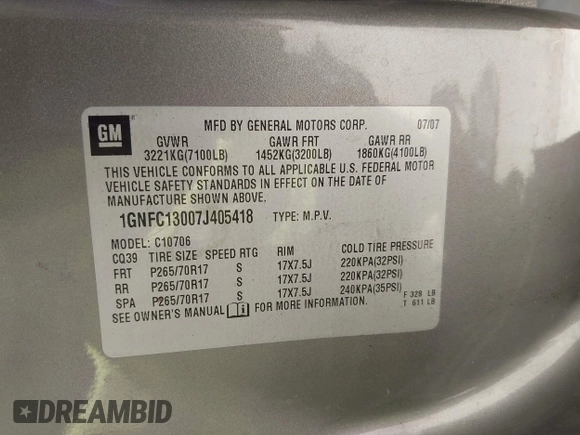 GM
MFD BY GENERAL MOTORS CORP. 07/07
GVWR GAWR FRT GAWR RR
3221KG(7100LB) 1452KG(3200LB) 1860KG(4100LB)
THIS VEHICLE CONFORMS TO ALL APPLICABLE U.S. FEDERAL MOTOR
VEHICLE SAFETY STANDARDS IN EFFECT ON THE DATE OF
MANUFACTURE SHOWN ABOVE.
1GNFC13007J405418 TYPE: M.P.V.
MODEL: C10706
CQ39 TIRE SIZE SPEED RTG RIM COLD TIRE PRESSURE
FRT P265/70R17 S 17X7.5J 220KPA(32PSI)
RR P265/70R17 S 17X7.5J 220KPA(32PSI)
SPA P265/70R17 S 17X7.5J 240KPA(35PSI)
F 328 LB
T 611 LB
SEE OWNER'S MANUAL FOR MORE INFORMATION.
DREAMBID